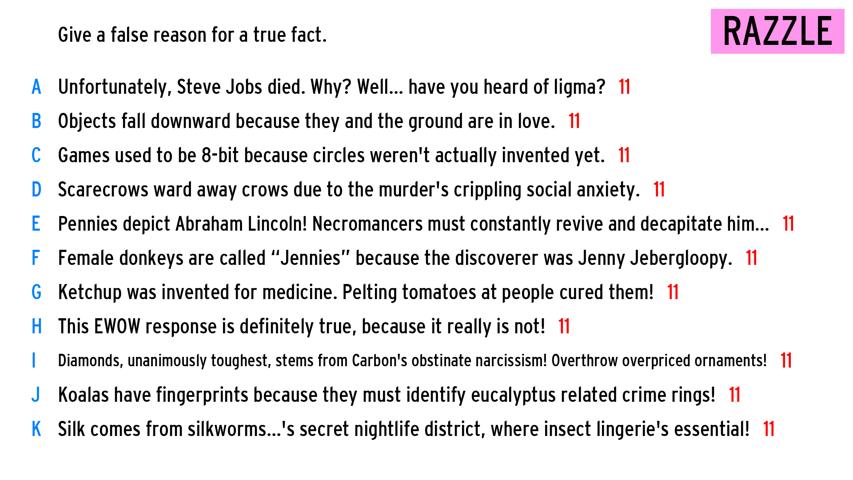 Give a false reason for a true fact.
RAZZLE
A Unfortunately, Steve Jobs died. Why? Well... have you heard of ligma? 11
B Objects fall downward because they and the ground are in love. 11
C Games used to be 8-bit because circles weren't actually invented yet. 11
D Scarecrows ward away crows due to the murder's crippling social anxiety. 11
E Pennies depict Abraham Lincoln! Necromancers must constantly revive and decapitate him... 11
F Female donkeys are called “Jennies” because the discoverer was Jenny Jebergloopy. 11
G Ketchup was invented for medicine. Pelting tomatoes at people cured them! 11
H This EWOW response is definitely true, because it really is not! 11
I Diamonds, unanimously toughest, stems from Carbon's obstinate narcissism! Overthrow overpriced ornaments! 11
J Koalas have fingerprints because they must identify eucalyptus related crime rings! 11
K Silk comes from silkworms...'s secret nightlife district, where insect lingerie's essential! 11